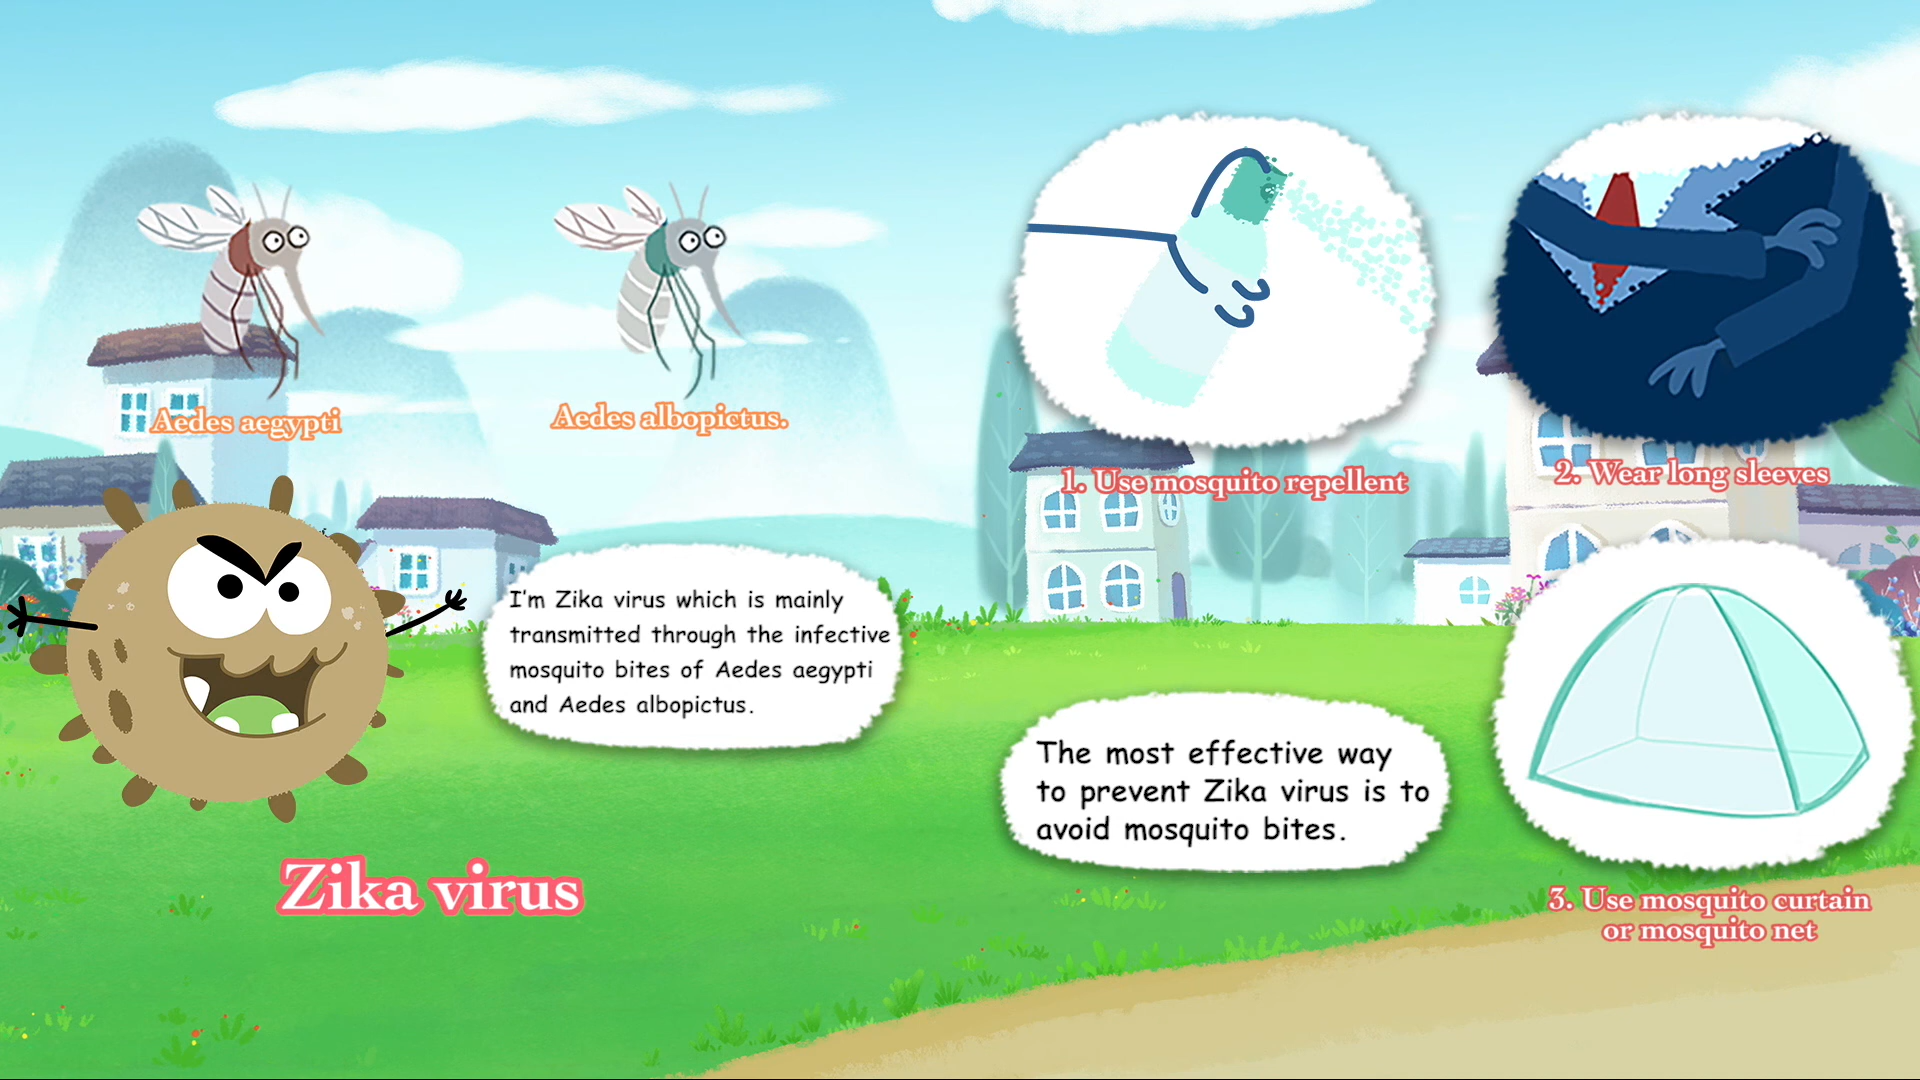 Aedes aegypti
Aedes albopictus.
I'm Zika virus which is mainly
transmitted through the infective
mosquito bites of Aedes aegypti
and Aedes albopictus.
Zika virus
1. Use mosquito repellent
2. Wear long sleeves
The most effective way
to prevent Zika virus is to
avoid mosquito bites.
3. Use mosquito curtain
or mosquito net